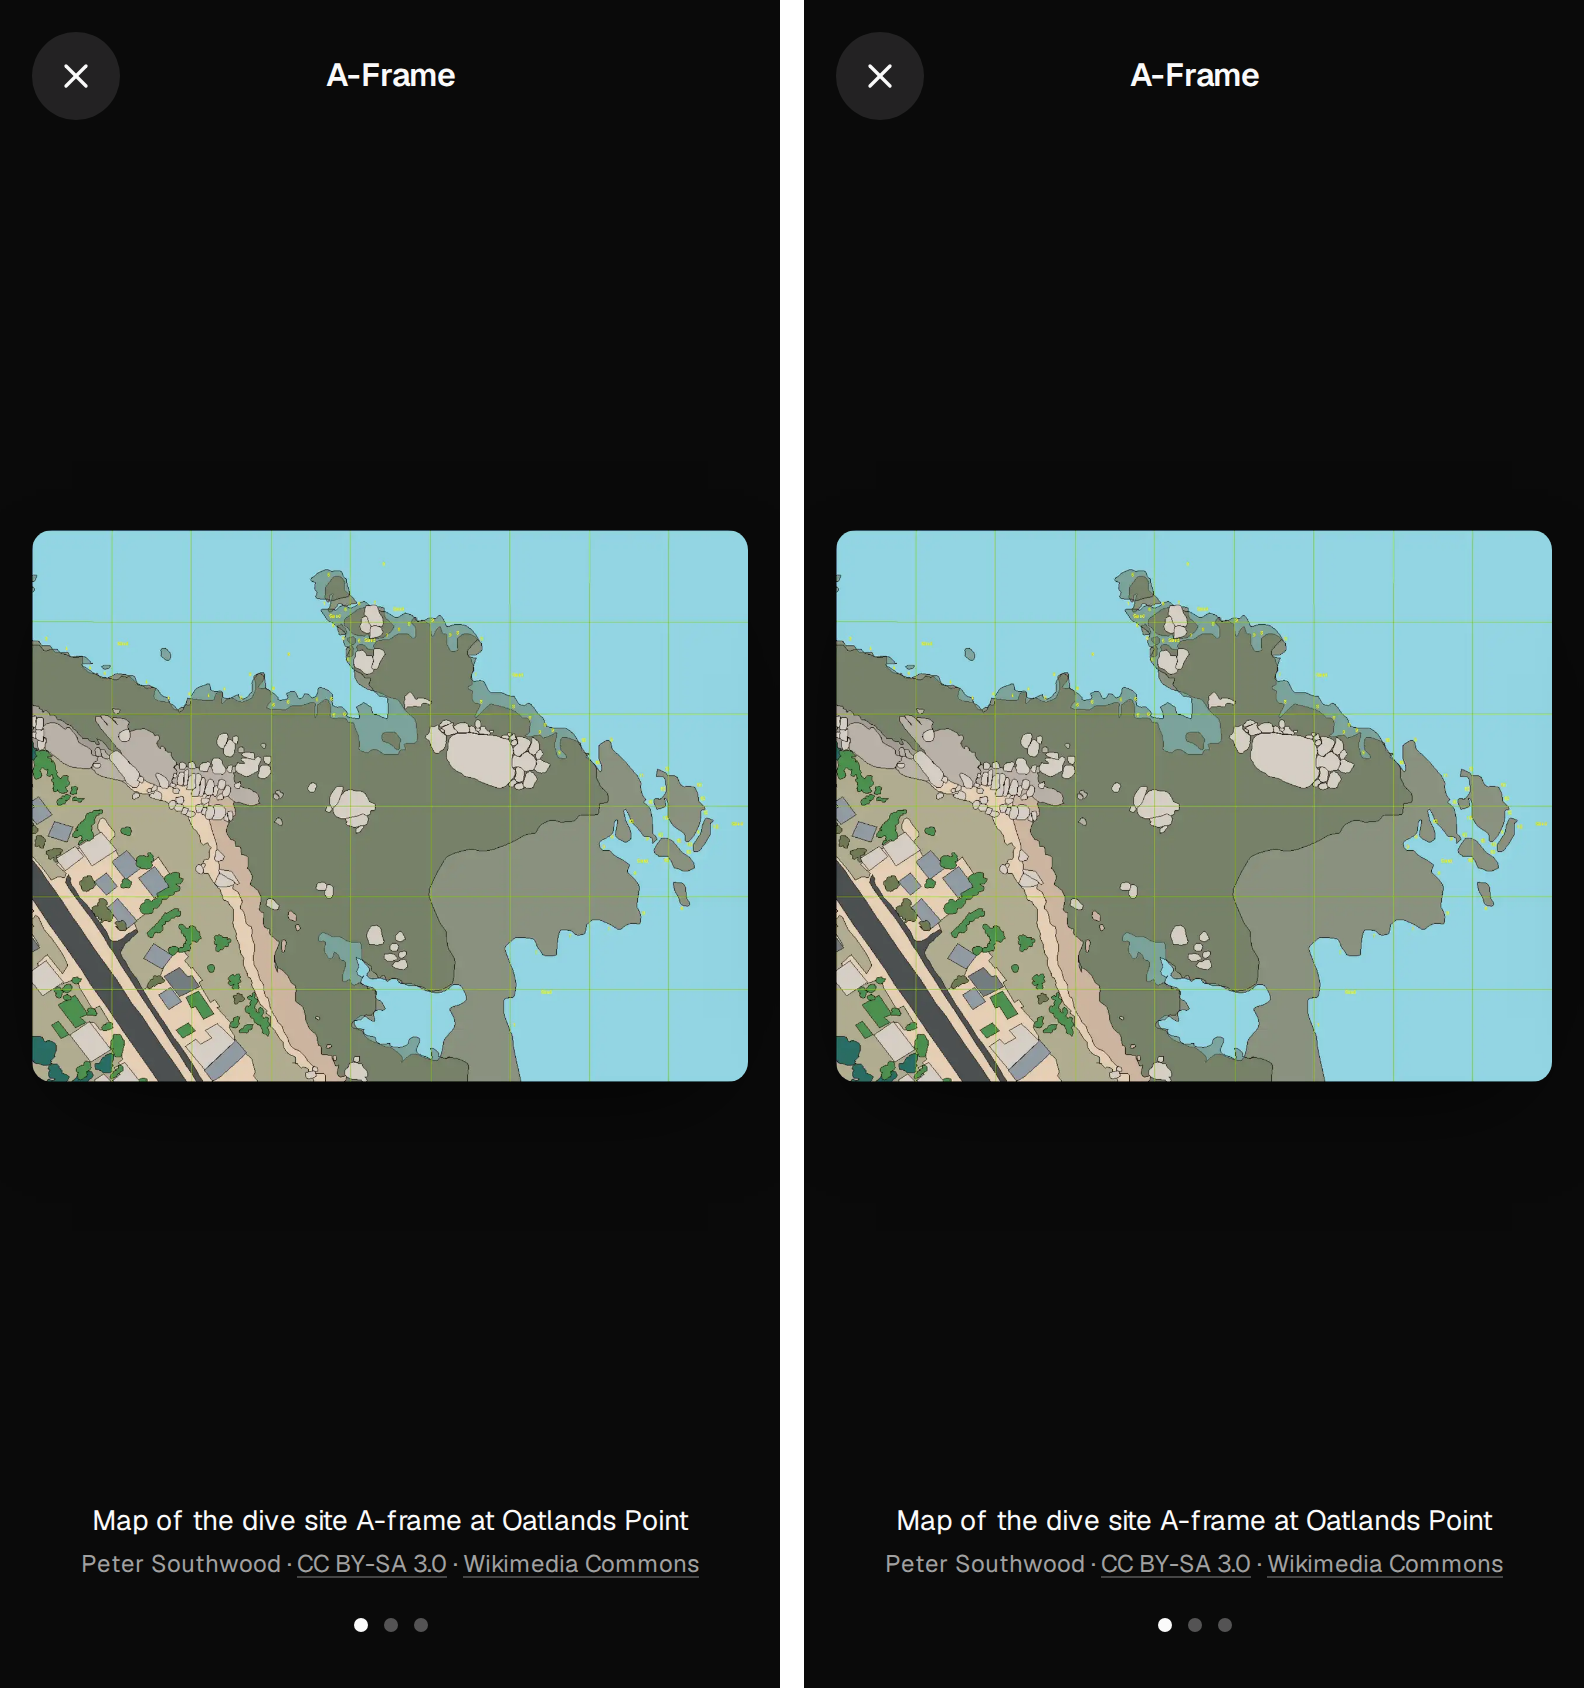 A-Frame
Map of the dive site A-frame at Oatlands Point
Peter Southwood · CC BY-SA 3.0 · Wikimedia Commons
A-Frame
Map of the dive site A-frame at Oatlands Point
Peter Southwood · CC BY-SA 3.0 · Wikimedia Commons